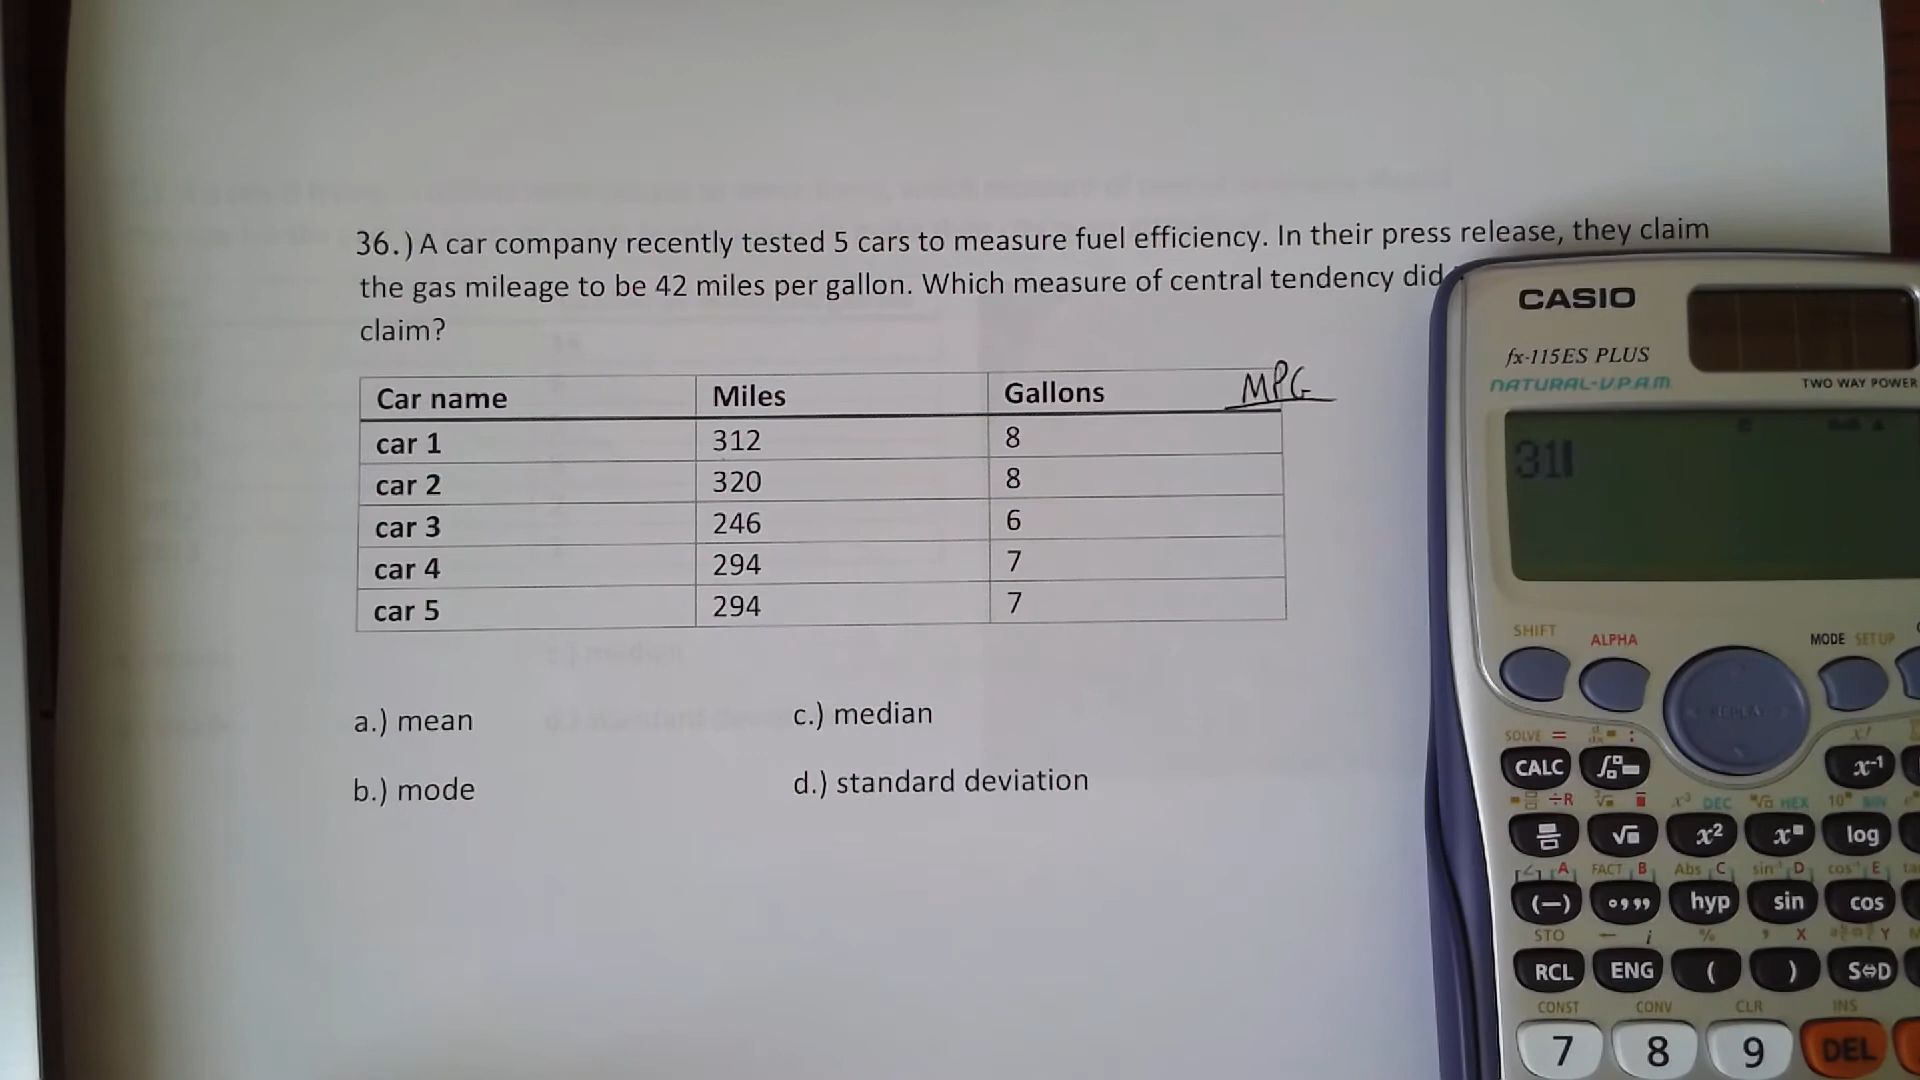 36.) A car company recently tested 5 cars to measure fuel efficiency. In their press release, they claim
the gas mileage to be 42 miles per gallon. Which measure of central tendency did
claim?
Car name Miles Gallons MPG
car 1 312 8
car 2 320 8
car 3 246 6
car 4 294 7
car 5 294 7
a.) mean c.) median
b.) mode d.) standard deviation
CASIO
fx-115ES PLUS
NATURAL-V.P.A.M.
TWO WAY POWER
31
SHIFT ALPHA MODE SETUP
REPLAY
SOLVE = d/dx :
CALC x!
x⁻¹
÷R x³ DEC HEX 10 BIN
√ x² x log
A FACT B Abs C sin⁻¹ D cos⁻¹ E
(−) °,,, hyp sin cos
STO ← i % , X Y
RCL ENG ( ) S⇔D
CONST CONV CLR INS
7 8 9 DEL